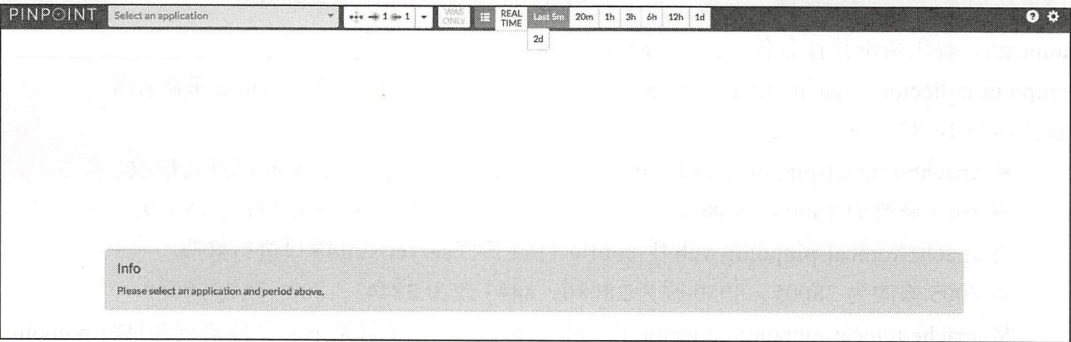 PINPOINT Select an application 1 1 WAS ONLY REAL TIME Last 5m 20m 1h 3h 6h 12h 1d
2d
Info
Please select an application and period above.